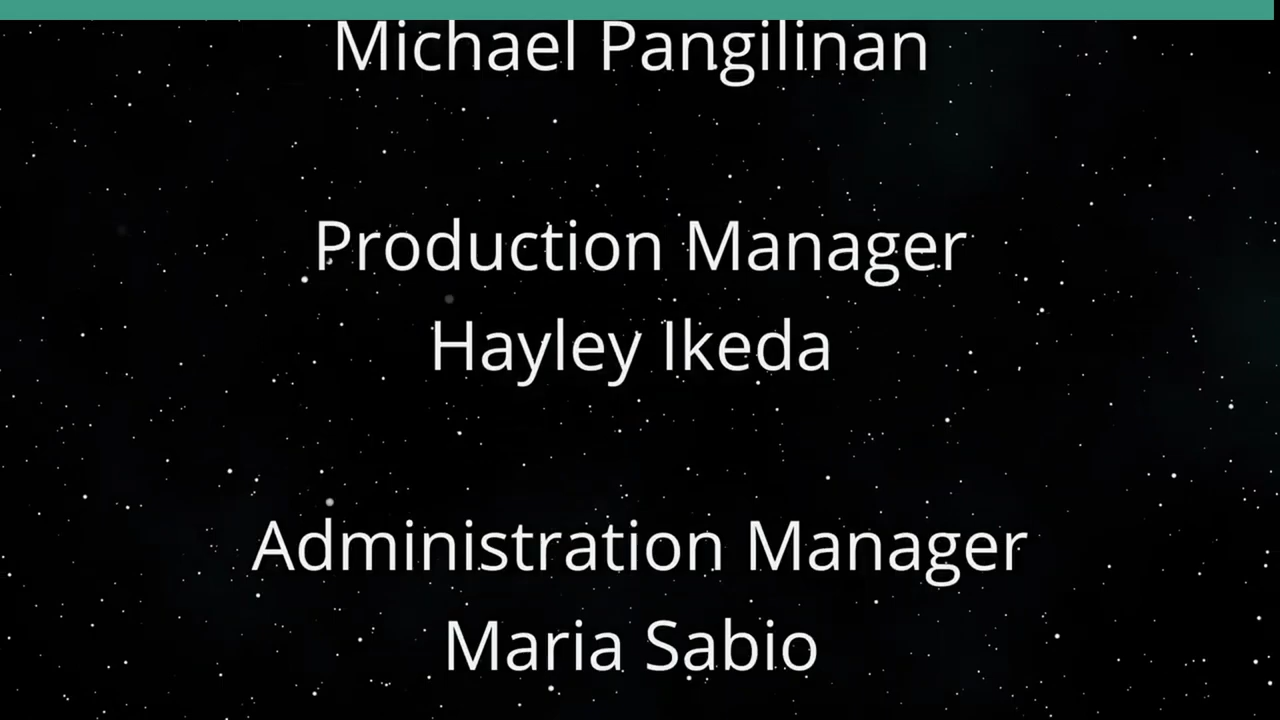 Michael Pangilinan
Production Manager
Hayley Ikeda
Administration Manager
Maria Sabio